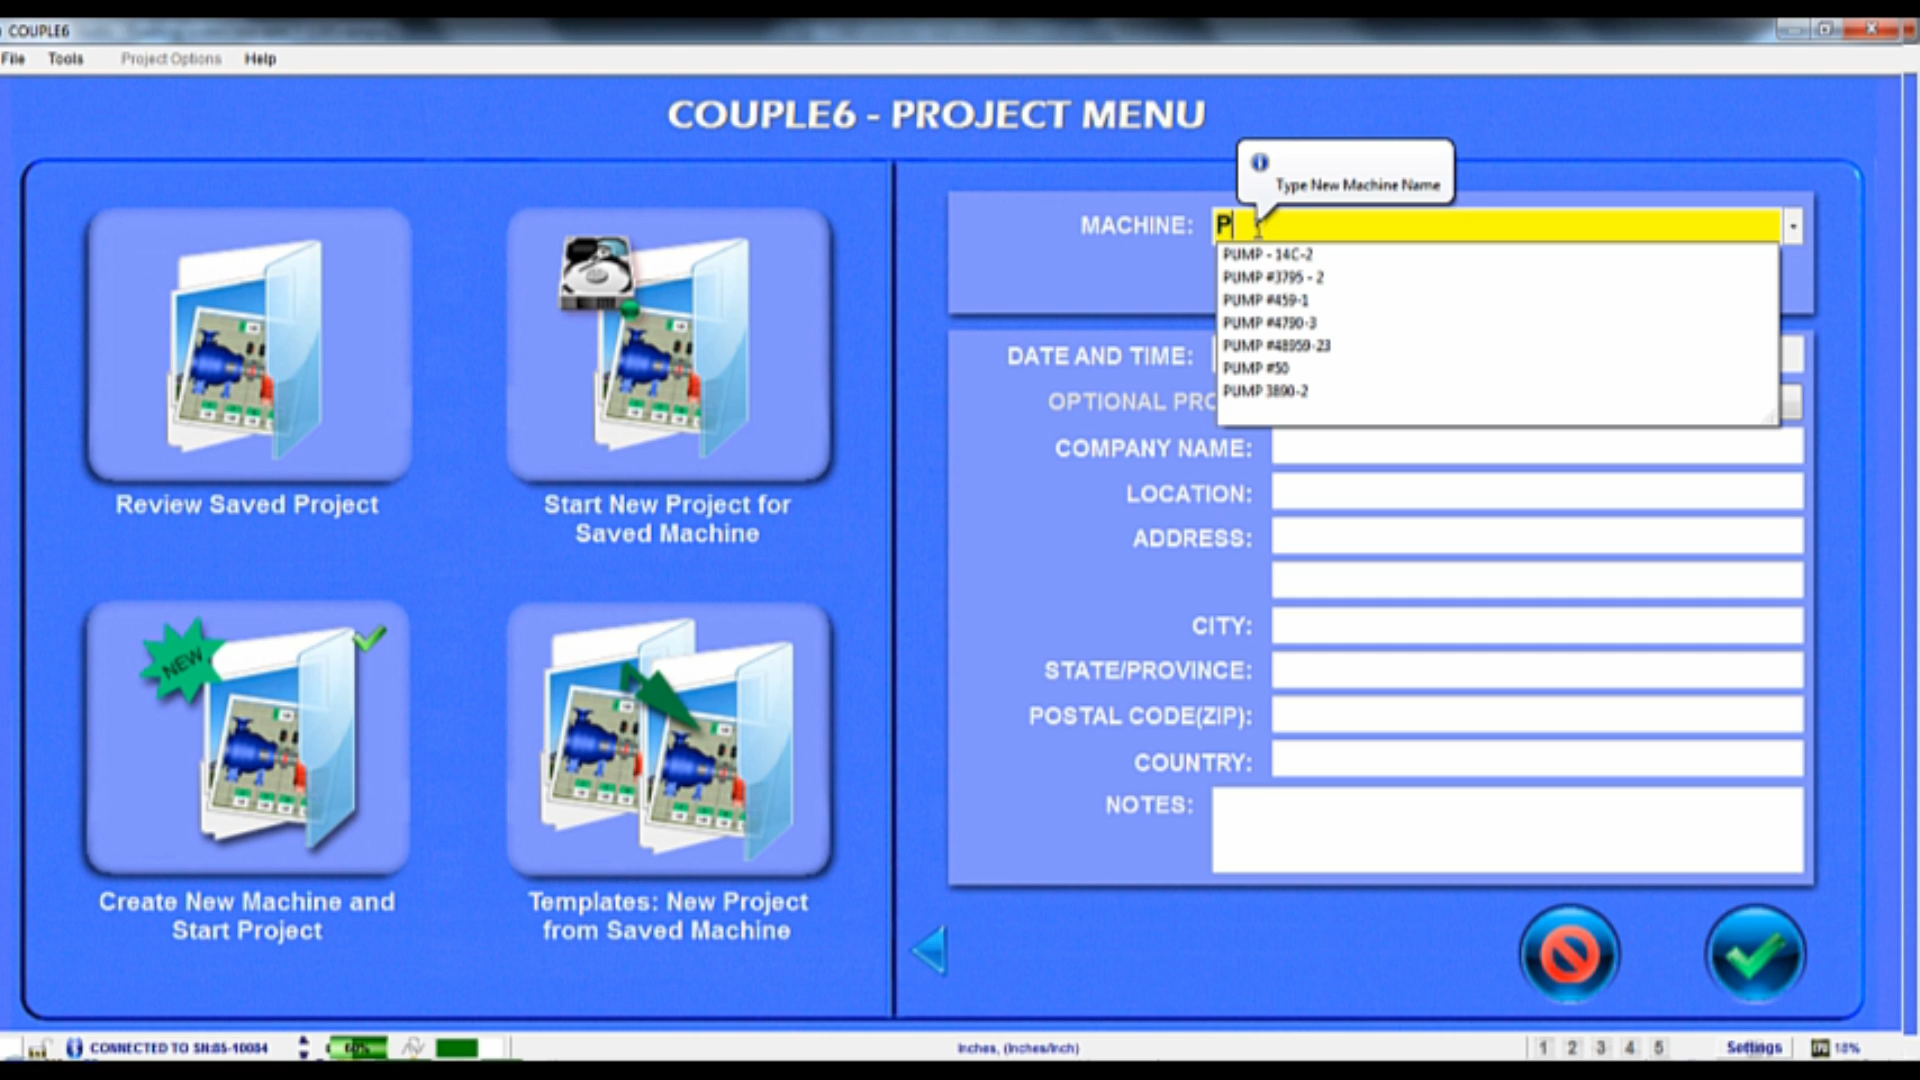 COUPLE6
File Tools Project Options Help
COUPLE6 - PROJECT MENU
Type New Machine Name
MACHINE: P
PUMP - 14C-2
PUMP #3795 - 2
PUMP #459-1
PUMP #4790-3
PUMP #48959-23
PUMP #50
PUMP 3890-2
DATE AND TIME:
OPTIONAL PRO
COMPANY NAME:
LOCATION:
ADDRESS:
CITY:
STATE/PROVINCE:
POSTAL CODE(ZIP):
COUNTRY:
NOTES:
Review Saved Project
Start New Project for
Saved Machine
NEW
Create New Machine and
Start Project
Templates: New Project
from Saved Machine
CONNECTED TO SN:85-10084 60% Inches, (Inches/Inch) 1 2 3 4 5 Settings CPU 18%